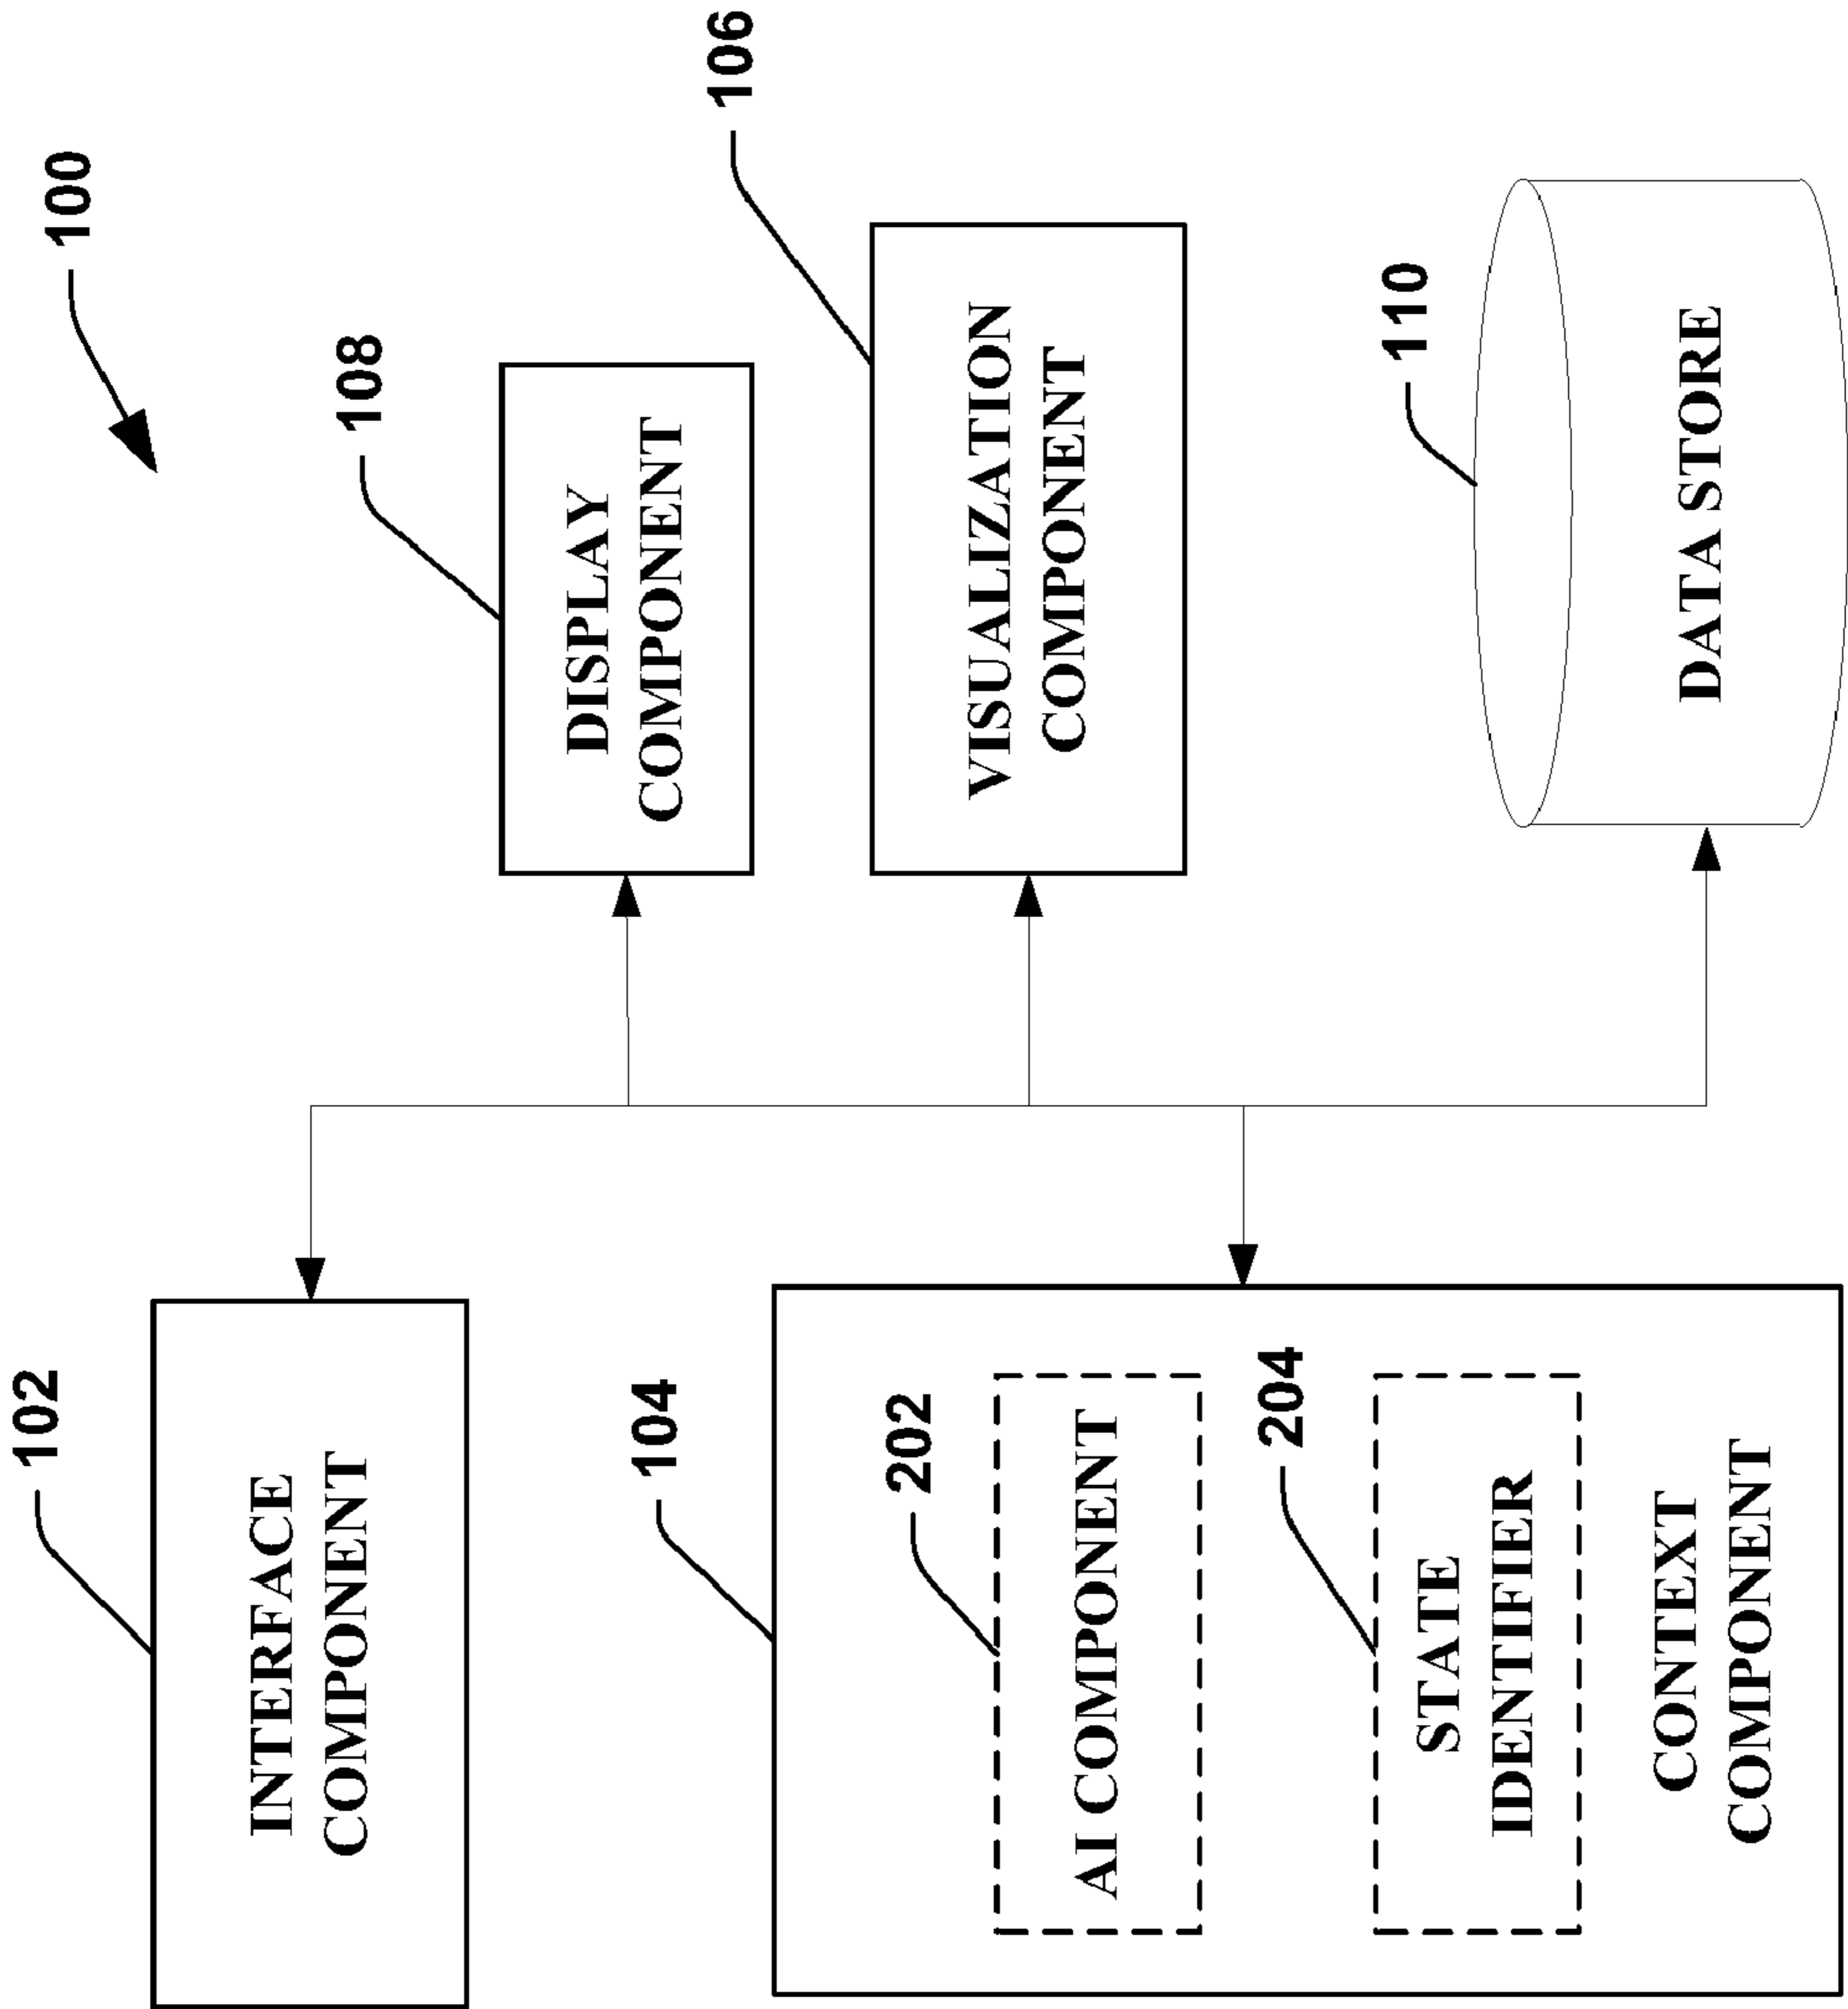 100
102
INTERFACE
COMPONENT
108
DISPLAY
COMPONENT
104
202
AI COMPONENT
204
STATE
IDENTIFIER
CONTEXT
COMPONENT
106
VISUALIZATION
COMPONENT
110
DATA STORE